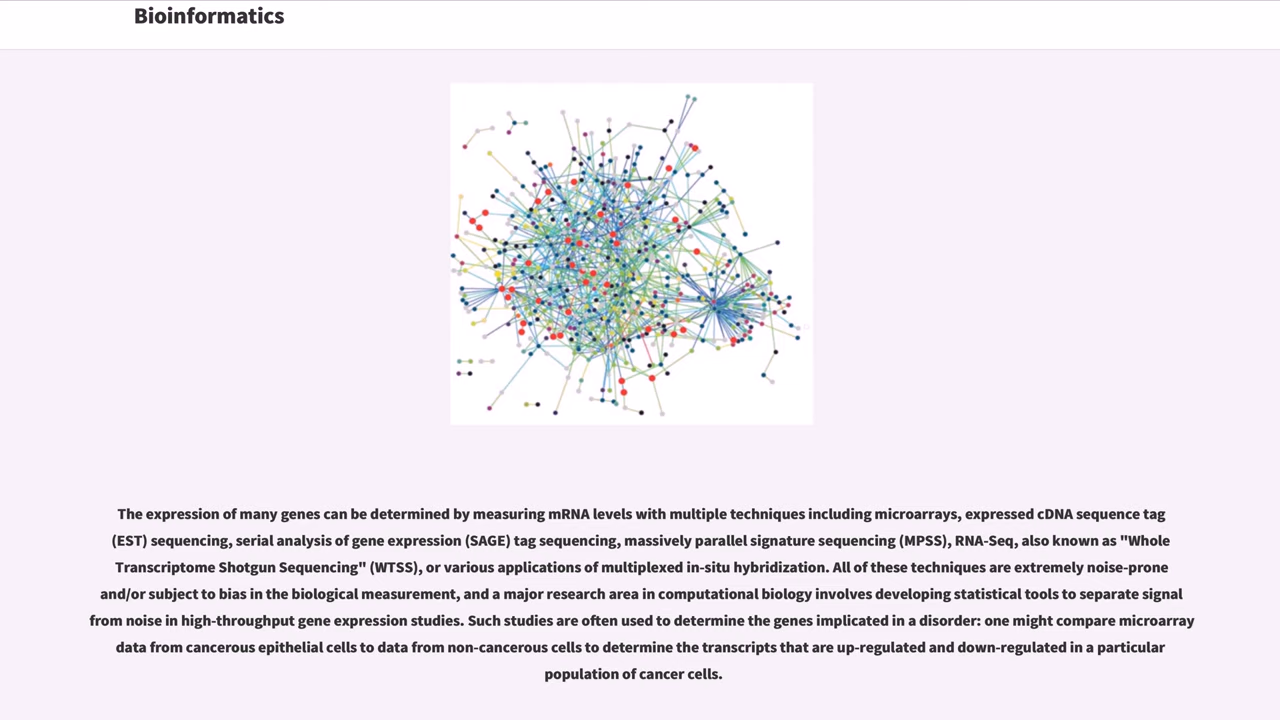 Bioinformatics
The expression of many genes can be determined by measuring mRNA levels with multiple techniques including microarrays, expressed cDNA sequence tag
(EST) sequencing, serial analysis of gene expression (SAGE) tag sequencing, massively parallel signature sequencing (MPSS), RNA-Seq, also known as "Whole
Transcriptome Shotgun Sequencing" (WTSS), or various applications of multiplexed in-situ hybridization. All of these techniques are extremely noise-prone
and/or subject to bias in the biological measurement, and a major research area in computational biology involves developing statistical tools to separate signal
from noise in high-throughput gene expression studies. Such studies are often used to determine the genes implicated in a disorder: one might compare microarray
data from cancerous epithelial cells to data from non-cancerous cells to determine the transcripts that are up-regulated and down-regulated in a particular
population of cancer cells.